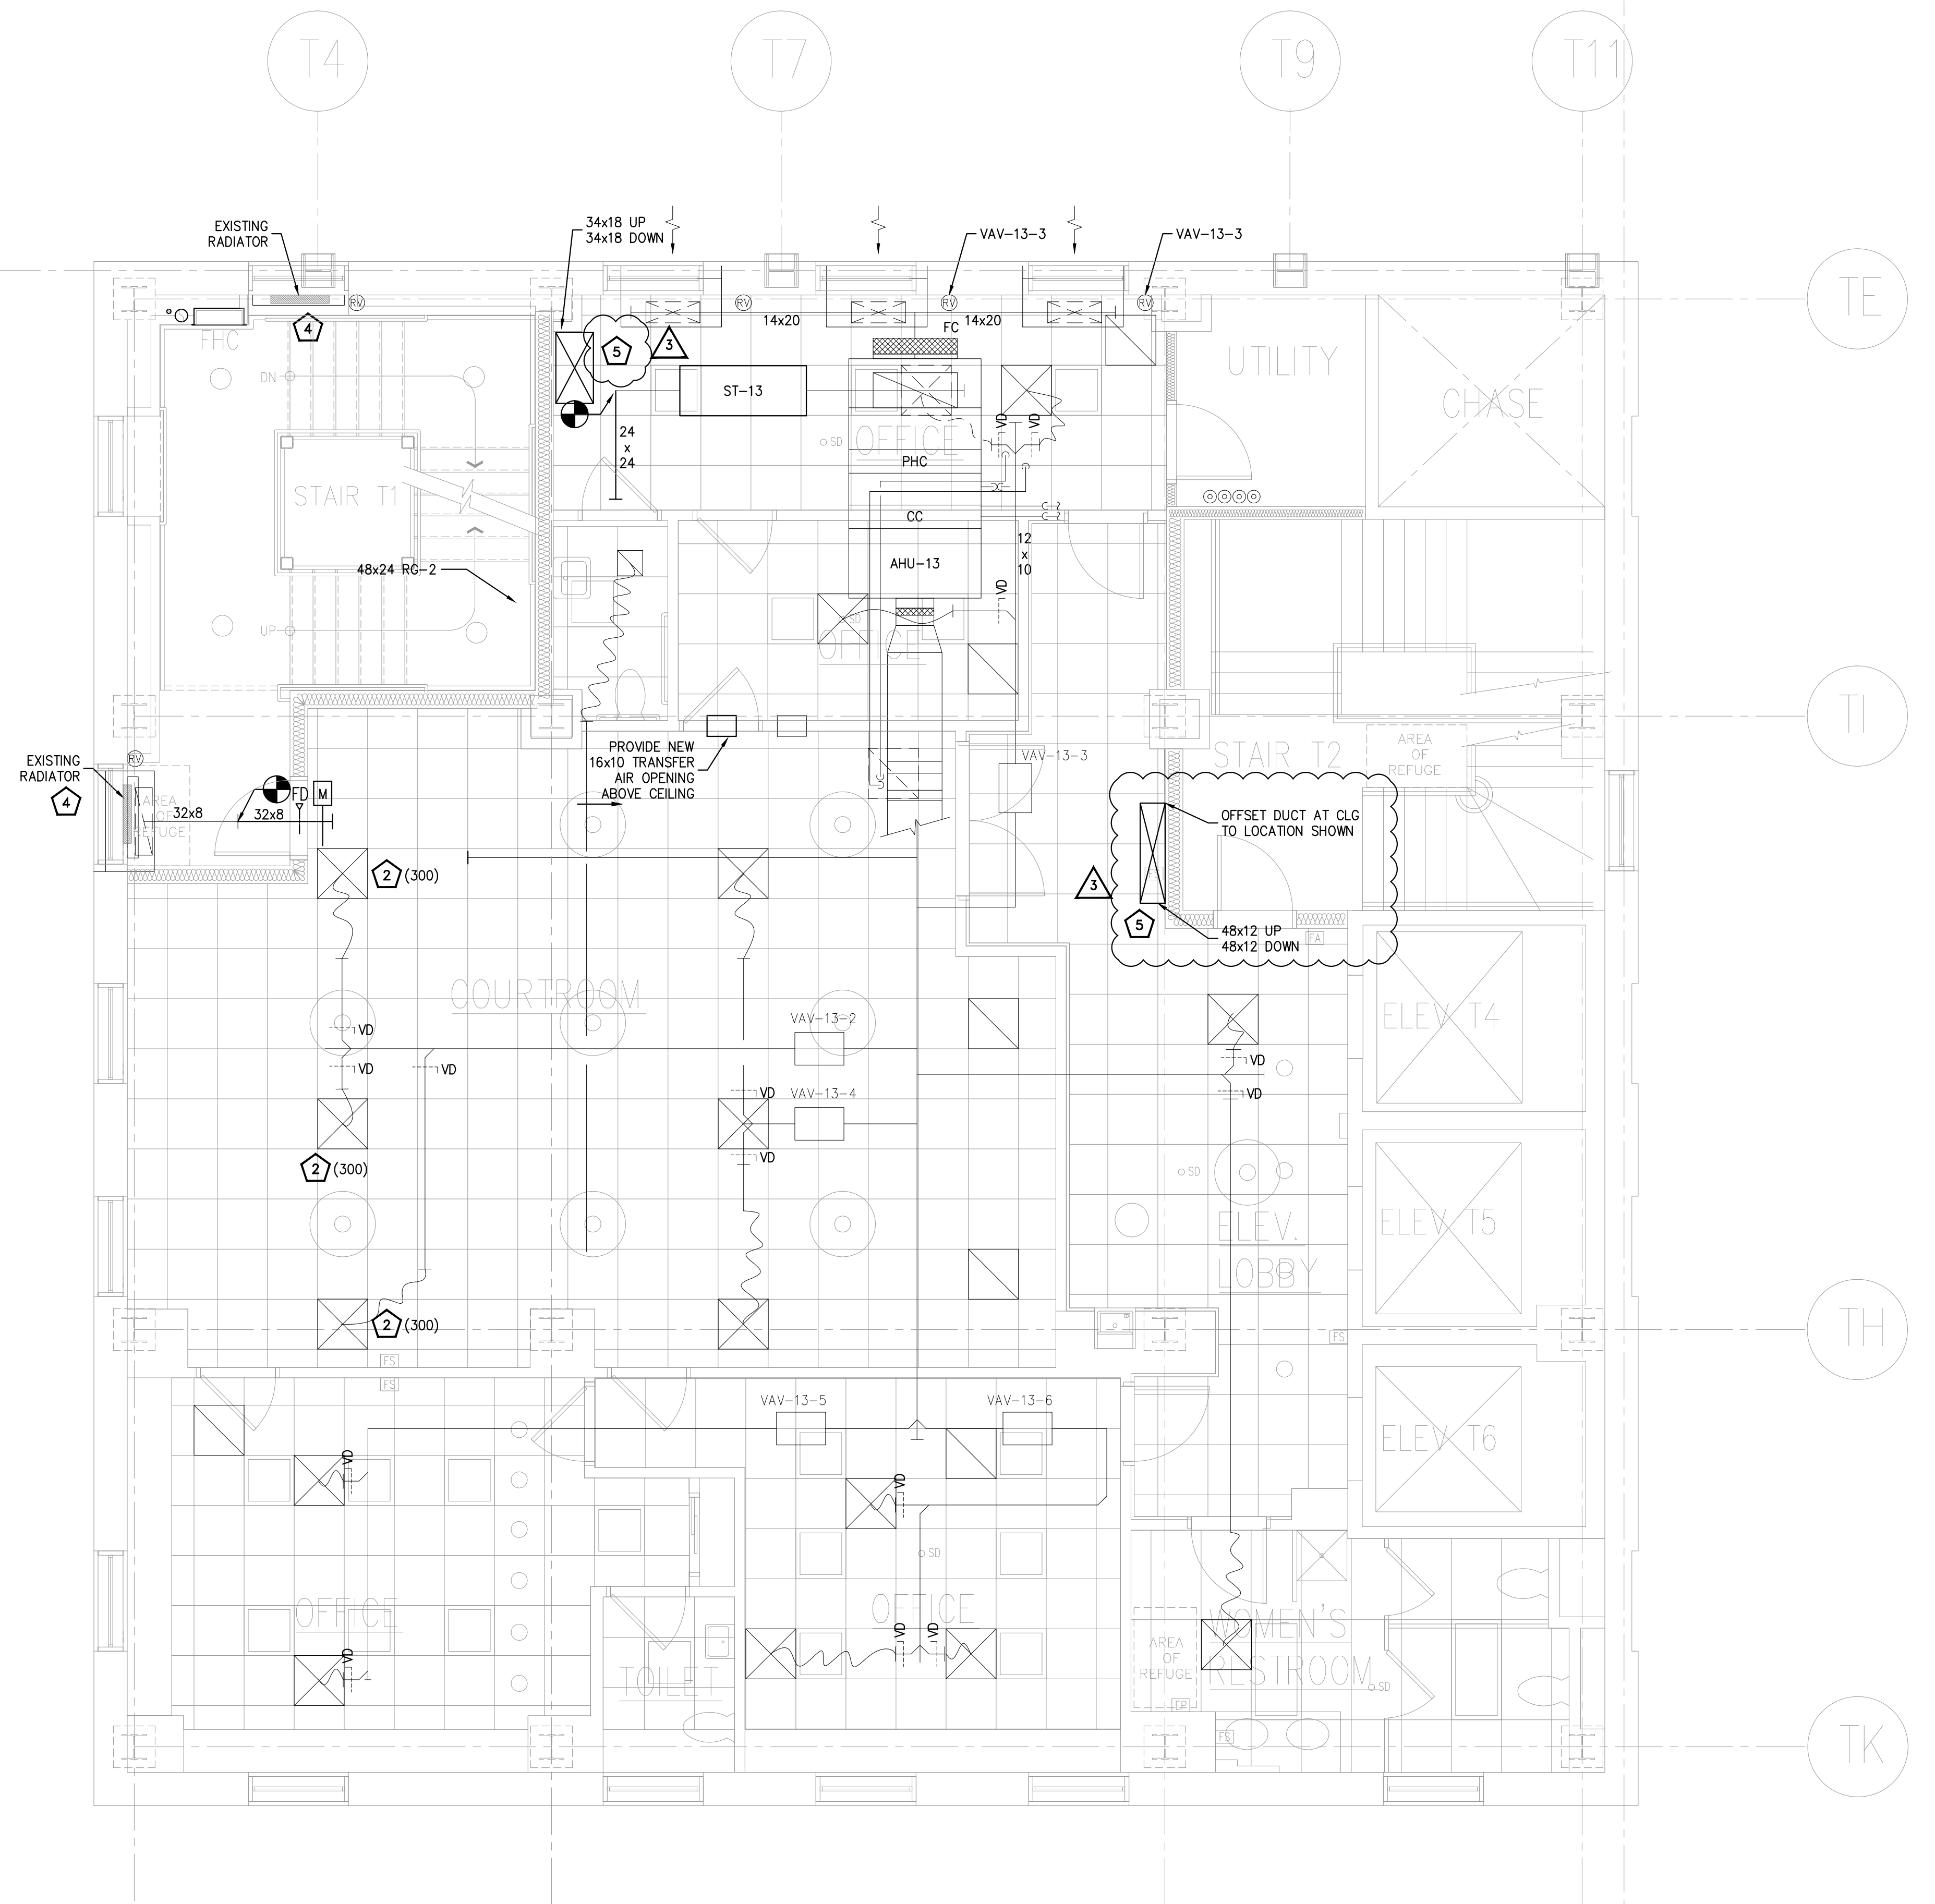 T4
T7
T9
T11
EXISTING
RADIATOR
34x18 UP
34x18 DOWN
VAV-13-3
VAV-13-3
TE
RV
RV
RV
RV
4
FHC
5
3
14x20
14x20
FC
UTILITY
CHASE
DN
ST-13
24
x
24
SD
OFFICE
VD
VD
PHC
STAIR T1
CC
12
x
10
48x24 RG-2
AHU-13
VD
SD
OFFICE
UP
TI
PROVIDE NEW
16x10 TRANSFER
AIR OPENING
ABOVE CEILING
VAV-13-3
STAIR T2
AREA
OF
REFUGE
EXISTING
RADIATOR
4
RV
AREA
OF
REFUGE
32x8
32x8
FD
M
OFFSET DUCT AT CLG
TO LOCATION SHOWN
2
(300)
3
5
48x12 UP
48x12 DOWN
FA
COURTROOM
VAV-13-2
ELEV T4
VD
VD
VD
VD
VAV-13-4
VD
VD
VD
2
(300)
SD
ELEV.
LOBBY
ELEV T5
2
(300)
FS
FS
FS
TH
VAV-13-5
VAV-13-6
ELEV T6
VD
VD
SD
OFFICE
OFFICE
VD
VD
VD
TOILET
AREA
OF
REFUGE
WOMEN'S
RESTROOM
SD
FP
FS
TK